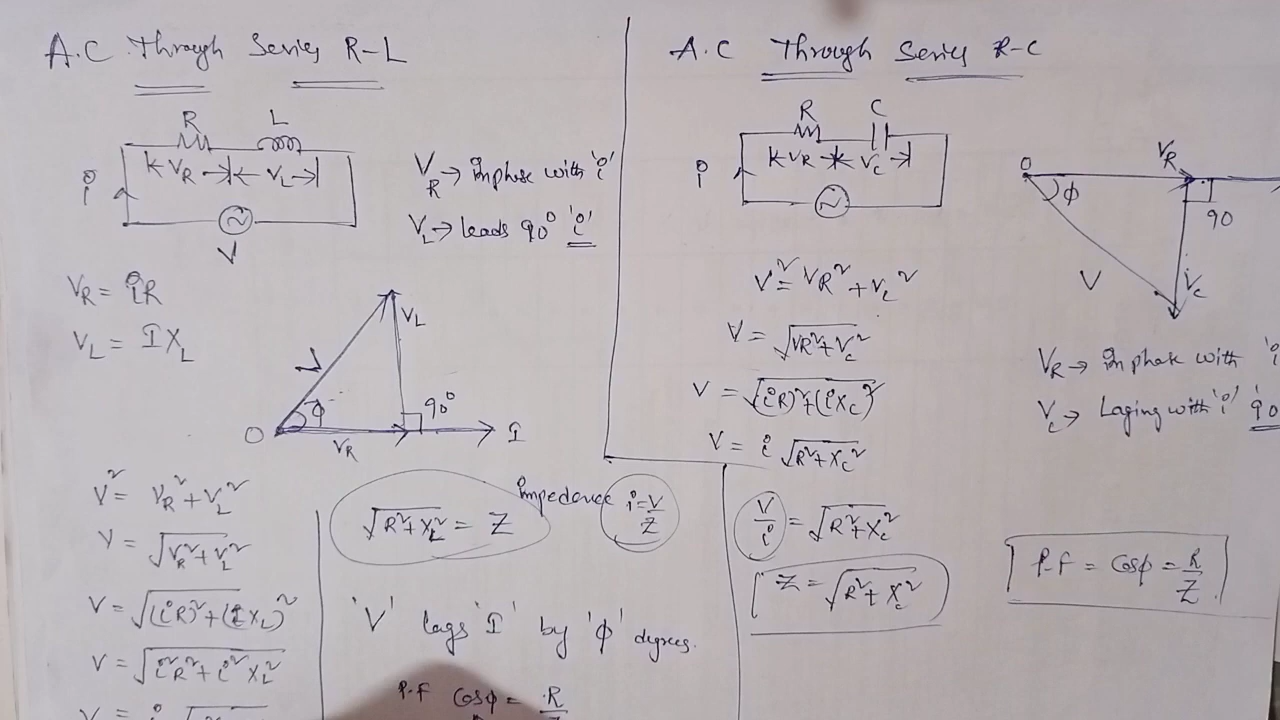 A.C Through Series R-L
R L
i
VR VL
V
VR → Inphase with 'i'
VL → leads 90° 'i'
VR = iR
VL = I XL
V VL
O ϕ 90° I
VR
V² = VR² + VL²
V = √VR² + VL²
V = √(iR)² + (iXL)²
V = √i²R² + i²XL²
V = i √
√R² + XL² = Z Impedance i = V/Z
'V' lags 'I' by 'ϕ' degrees.
P.F Cosϕ = R/Z
A.C Through Series R-C
R C
i
VR VC
O VR
ϕ 90
V VC
V² = VR² + VC²
V = √VR² + VC²
V = √(iR)² + (iXC)²
V = i √R² + XC²
V/i = √R² + XC²
Z = √R² + XC²
VR → Inphase with 'i
VC → Laging with 'i' 90
P.F = Cosϕ = R/Z